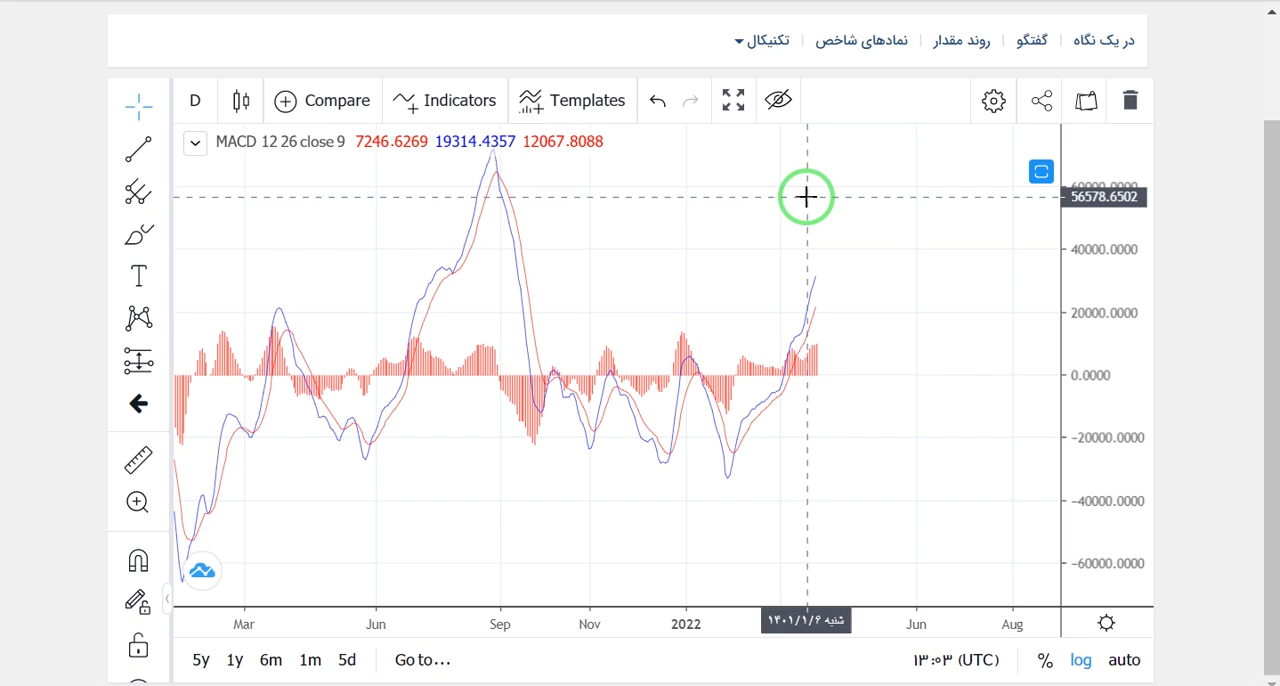 در یک نگاه | گفتگو | روند مقدار | نمادهای شاخص | تکنیکال
D Compare Indicators Templates
MACD 12 26 close 9 7246.6269 19314.4357 12067.8088
60000.0000
56578.6502
40000.0000
20000.0000
0.0000
−20000.0000
−40000.0000
−60000.0000
Mar Jun Sep Nov 2022 شنبه ۱۴۰۱/۱/۶ Jun Aug
5y 1y 6m 1m 5d Go to... ۱۳:۰۳ (UTC) % log auto
T